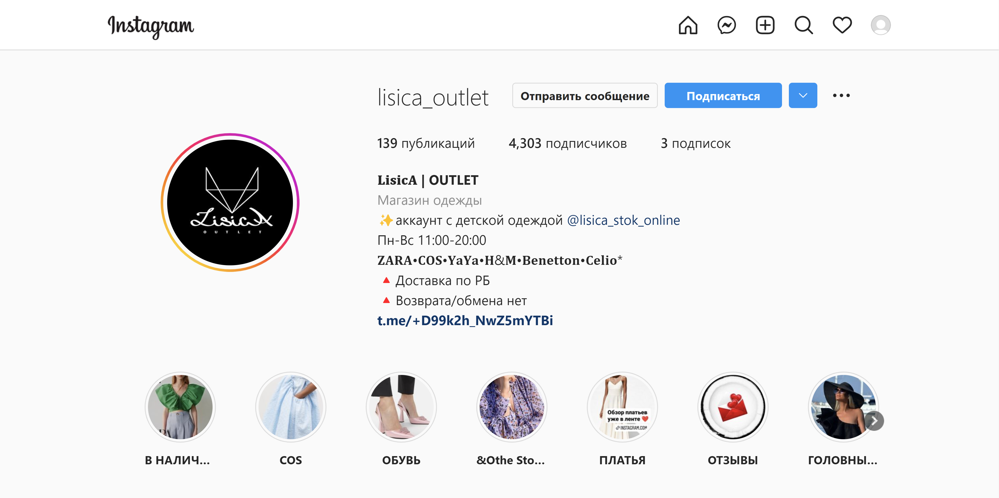 Instagram
lisica_outlet Отправить сообщение Подписаться
139 публикаций 4,303 подписчиков 3 подписок
LisicA | OUTLET
Магазин одежды
✨аккаунт с детской одеждой @lisica_stok_online
Пн-Вс 11:00-20:00
ZARA•COS•YaYa•H&M•Benetton•Celio*
🔺Доставка по РБ
🔺Возврата/обмена нет
t.me/+D99k2h_NwZ5mYTBi
LisicA
OUTLET
Обзор платьев
уже в ленте ❤️
INSTAGRAM.COM
В НАЛИЧ... COS ОБУВЬ &Othe Sto... ПЛАТЬЯ ОТЗЫВЫ ГОЛОВНЫ...